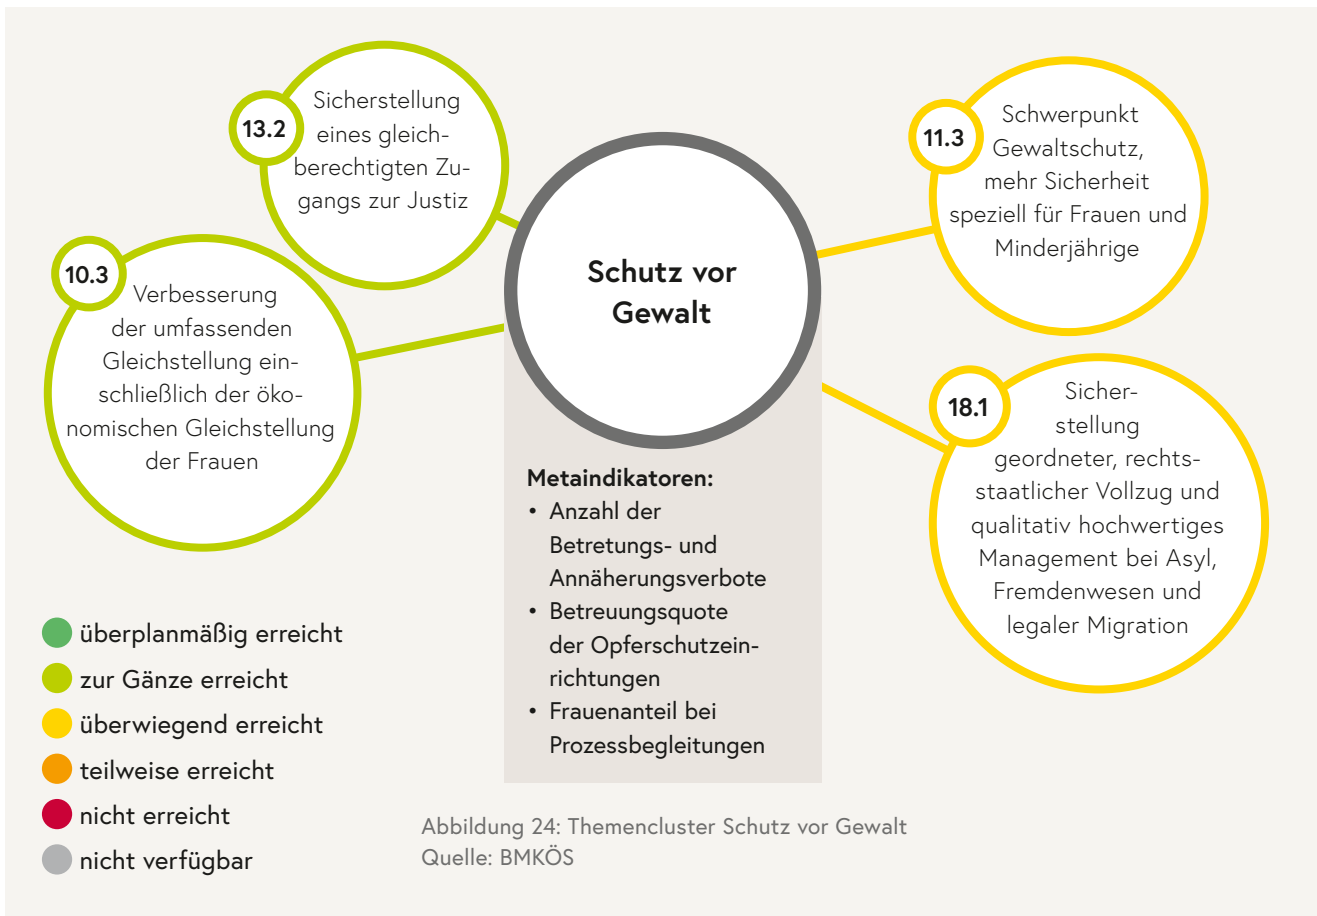 13.2
Sicherstellung
eines gleich-
berechtigten Zu-
gangs zur Justiz
10.3
Verbesserung
der umfassenden
Gleichstellung ein-
schließlich der öko-
nomischen Gleichstellung
der Frauen
Schutz vor
Gewalt
11.3
Schwerpunkt
Gewaltschutz,
mehr Sicherheit
speziell für Frauen und
Minderjährige
18.1
Sicher-
stellung
geordneter, rechts-
staatlicher Vollzug und
qualitativ hochwertiges
Management bei Asyl,
Fremdenwesen und
legaler Migration
Metaindikatoren:
• Anzahl der
Betretungs- und
Annäherungsverbote
• Betreuungsquote
der Opferschutzein-
richtungen
• Frauenanteil bei
Prozessbegleitungen
überplanmäßig erreicht
zur Gänze erreicht
überwiegend erreicht
teilweise erreicht
nicht erreicht
nicht verfügbar
Abbildung 24: Themencluster Schutz vor Gewalt
Quelle: BMKÖS